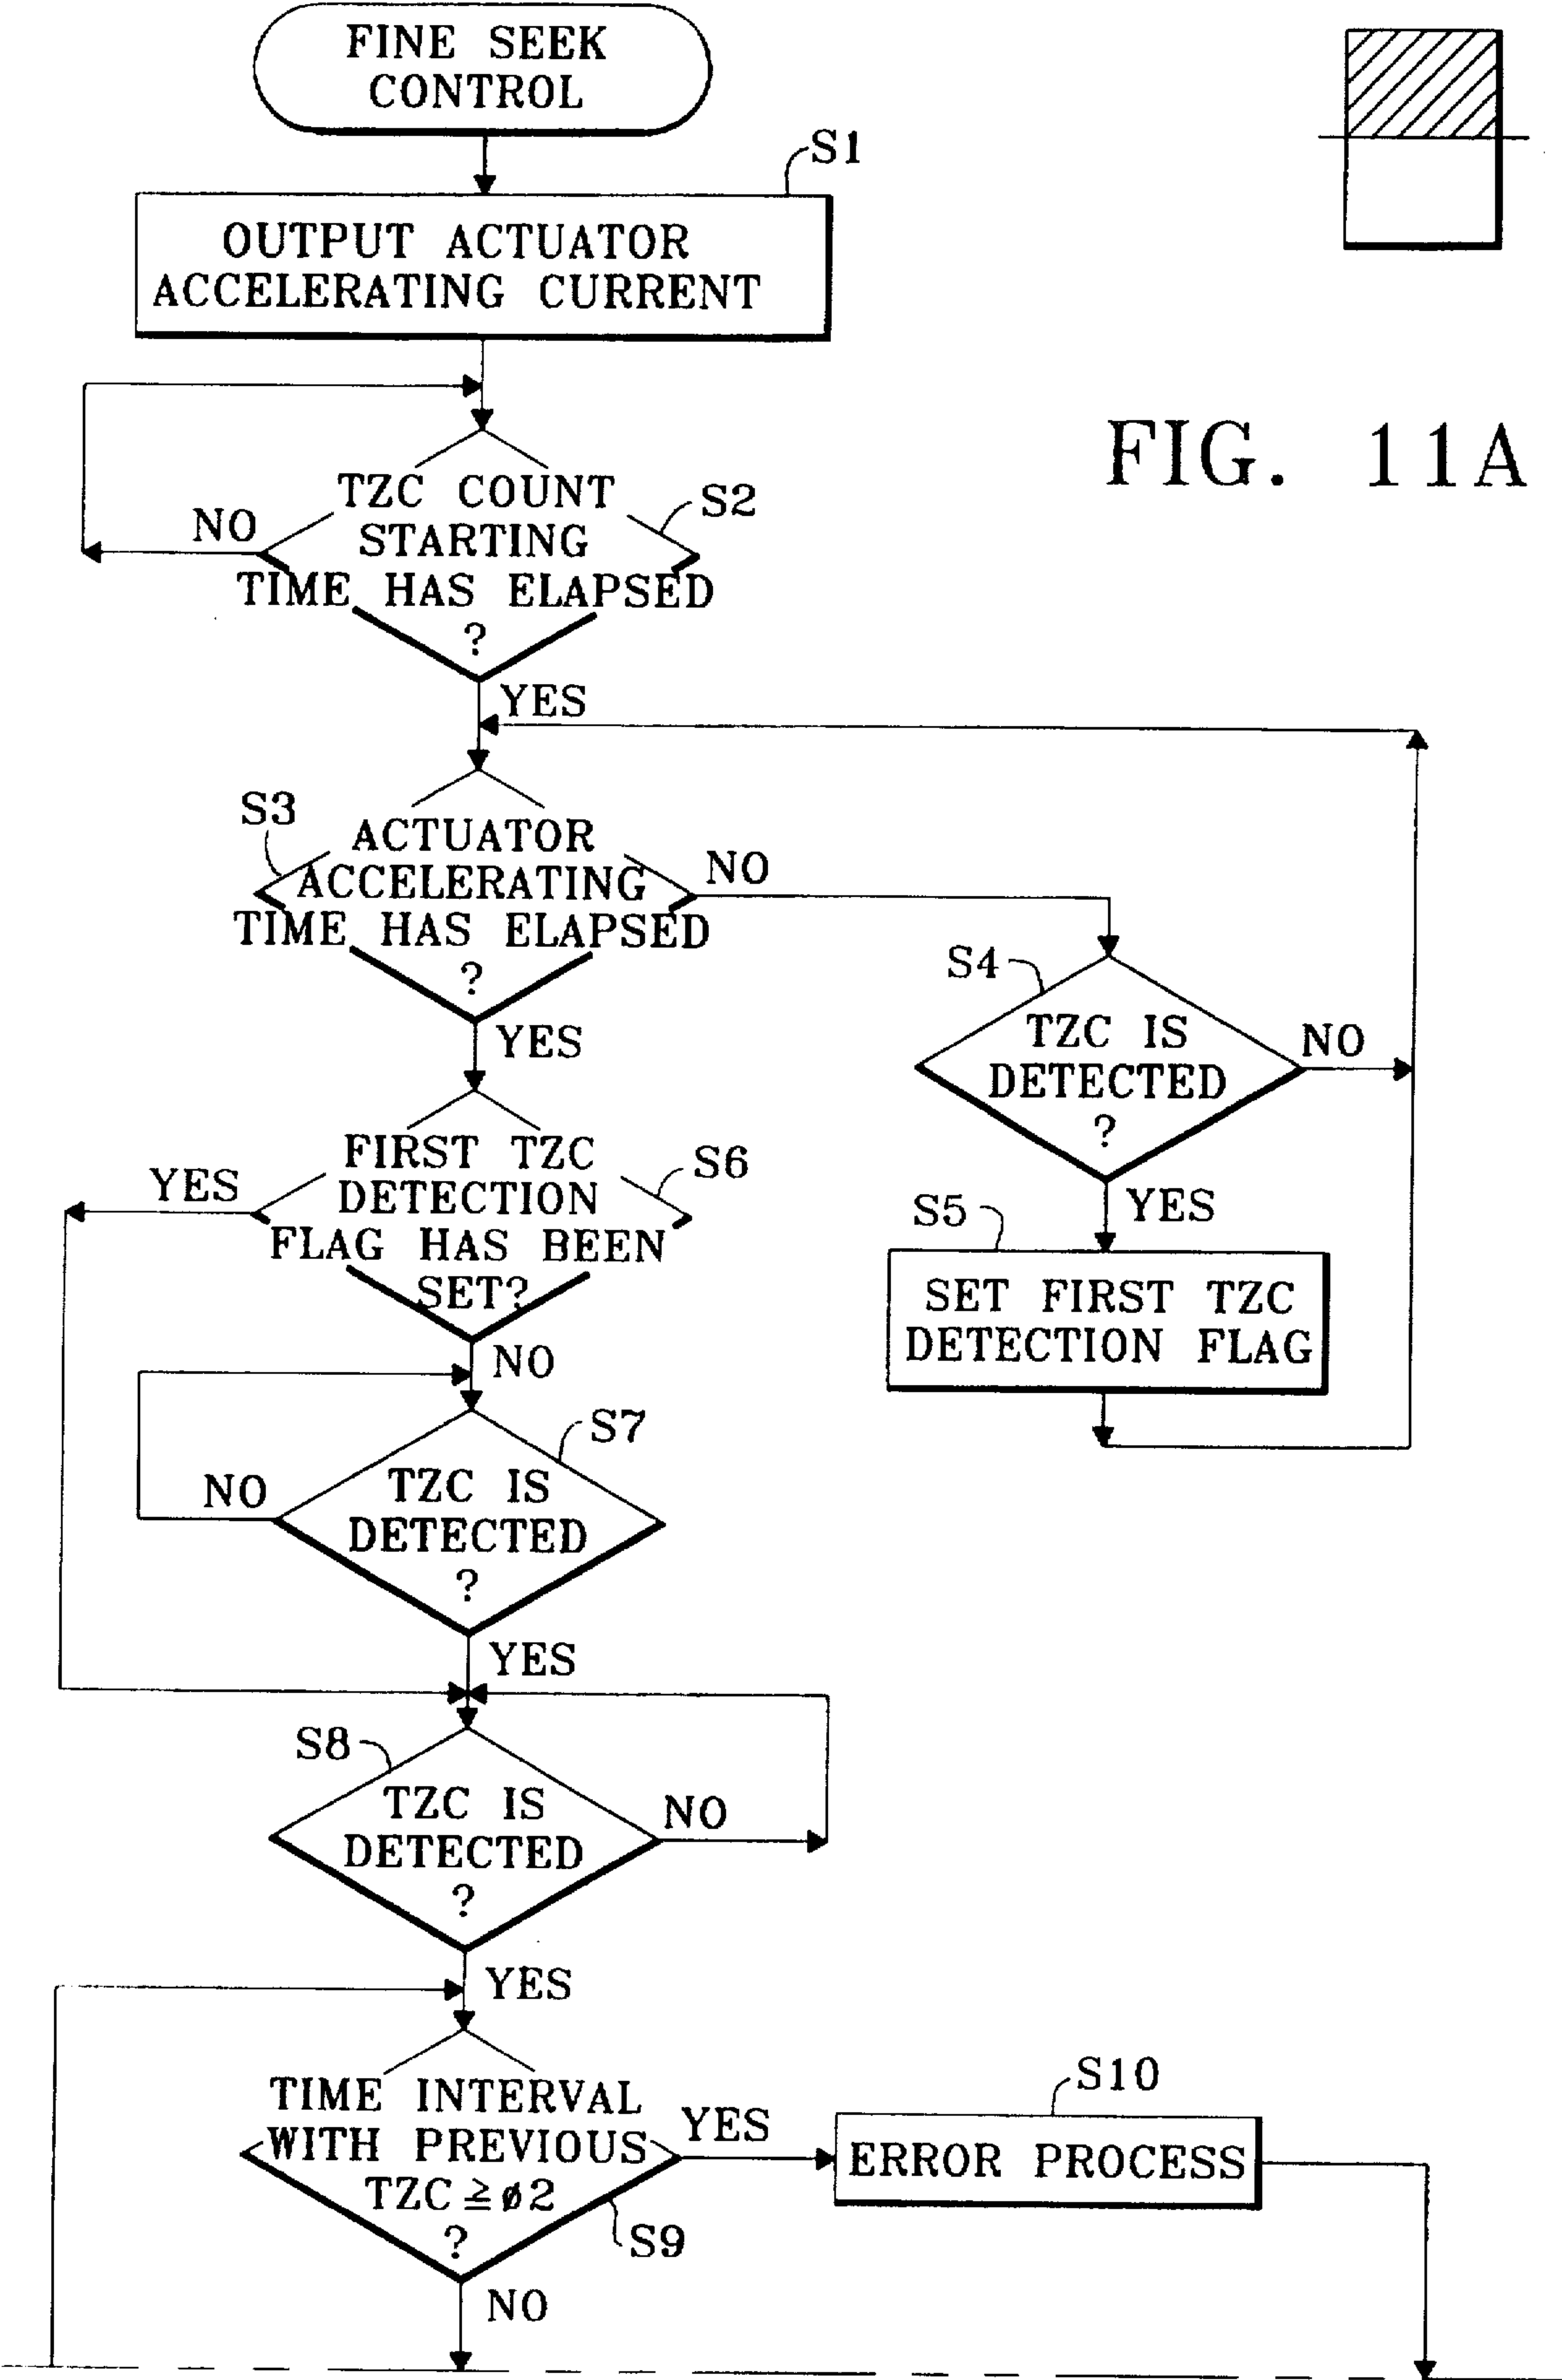 FINE SEEK
CONTROL
S1
OUTPUT ACTUATOR
ACCELERATING CURRENT
FIG. 11A
TZC COUNT
STARTING
TIME HAS ELAPSED
?
S2
NO
YES
S3
ACTUATOR
ACCELERATING
TIME HAS ELAPSED
?
NO
YES
S4
TZC IS
DETECTED
?
NO
YES
S5
SET FIRST TZC
DETECTION FLAG
FIRST TZC
DETECTION
FLAG HAS BEEN
SET?
S6
YES
NO
S7
TZC IS
DETECTED
?
NO
YES
S8
TZC IS
DETECTED
?
NO
YES
TIME INTERVAL
WITH PREVIOUS
TZC ≧ ø2
?
S9
YES
NO
S10
ERROR PROCESS